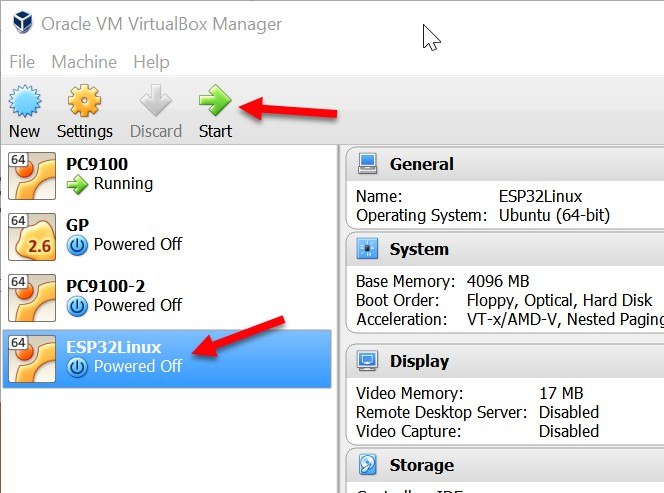 Oracle VM VirtualBox Manager
File Machine Help
New Settings Discard Start
64 PC9100
Running
64 GP
2.6 Powered Off
64 PC9100-2
Powered Off
64 ESP32Linux
Powered Off
General
Name: ESP32Linux
Operating System: Ubuntu (64-bit)
System
Base Memory: 4096 MB
Boot Order: Floppy, Optical, Hard Disk
Acceleration: VT-x/AMD-V, Nested Paging
Display
Video Memory: 17 MB
Remote Desktop Server: Disabled
Video Capture: Disabled
Storage